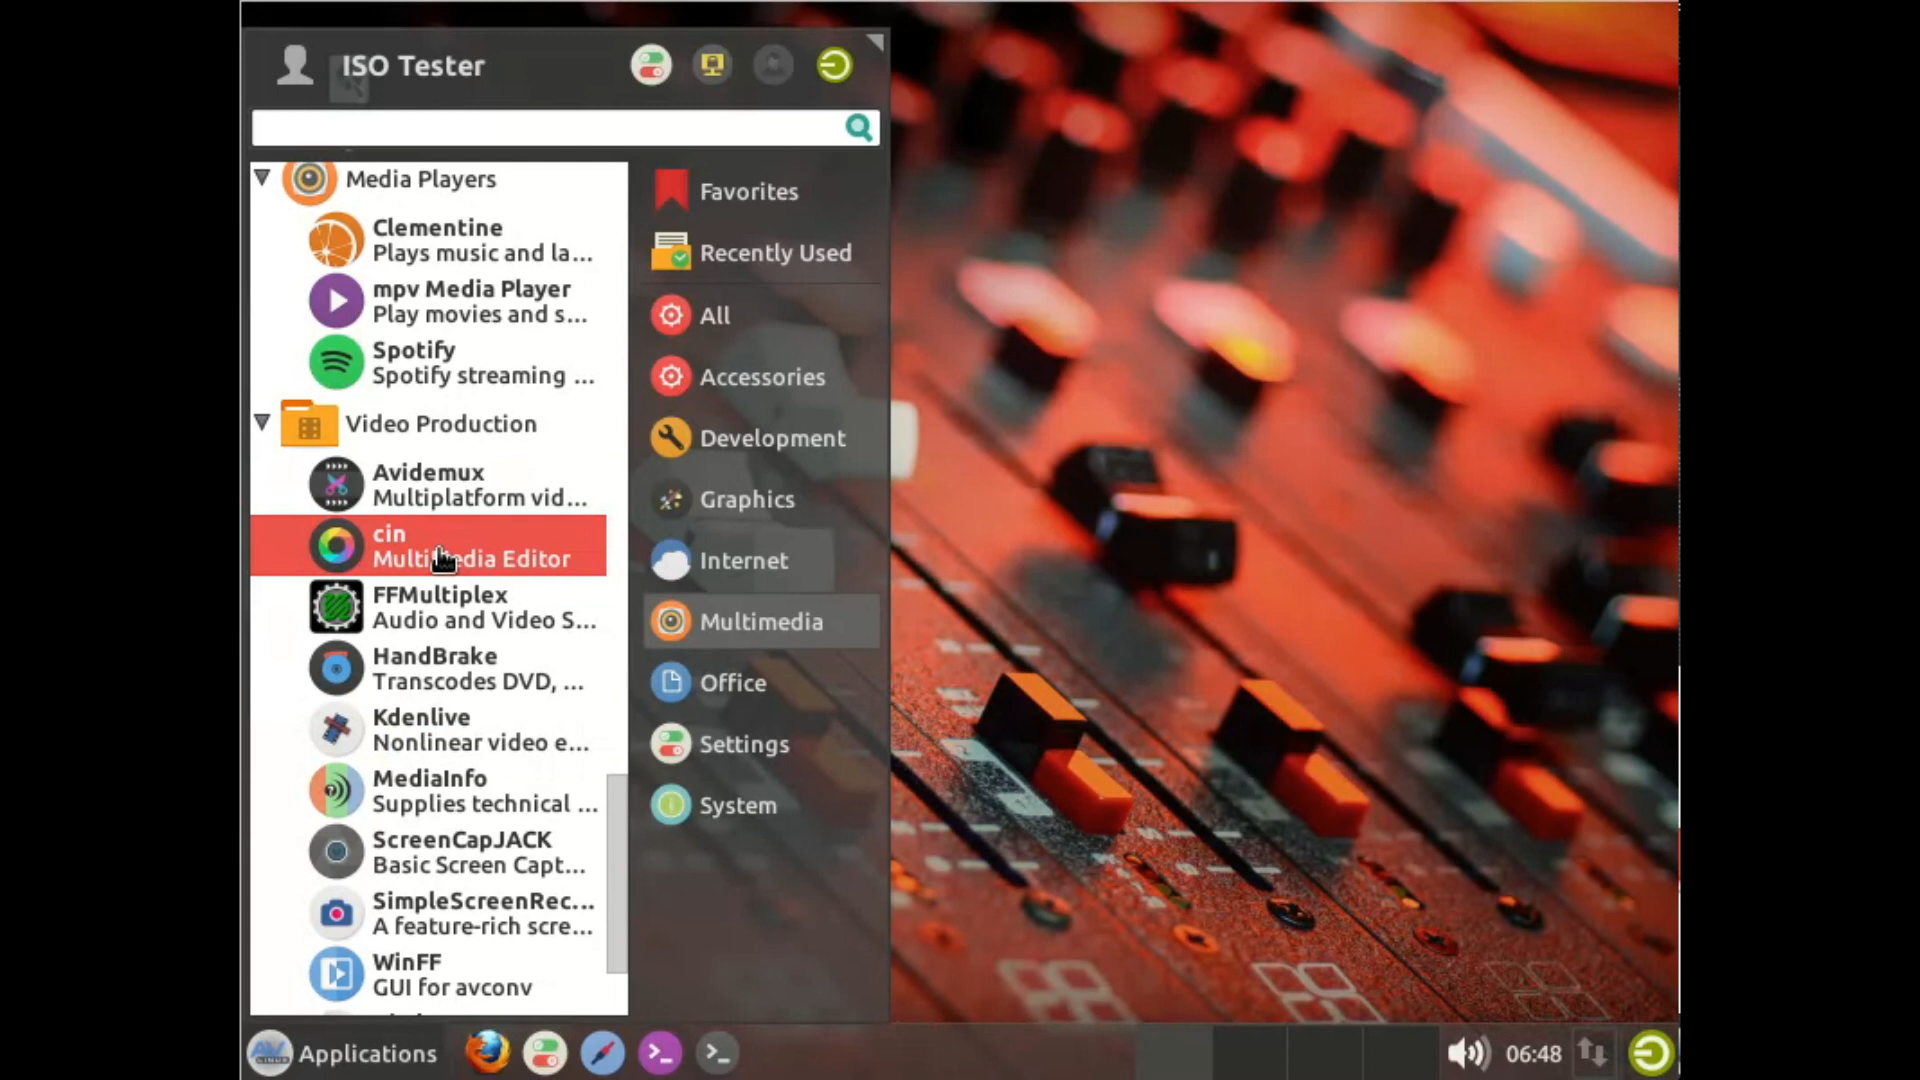 ISO Tester
Media Players
Clementine
Plays music and la...
mpv Media Player
Play movies and s...
Spotify
Spotify streaming ...
Video Production
Avidemux
Multiplatform vid...
cin
Multimedia Editor
FFMultiplex
Audio and Video S...
HandBrake
Transcodes DVD, ...
Kdenlive
Nonlinear video e...
MediaInfo
Supplies technical ...
ScreenCapJACK
Basic Screen Capt...
SimpleScreenRec...
A feature-rich scre...
WinFF
GUI for avconv
Favorites
Recently Used
All
Accessories
Development
Graphics
Internet
Multimedia
Office
Settings
System
Applications
06:48